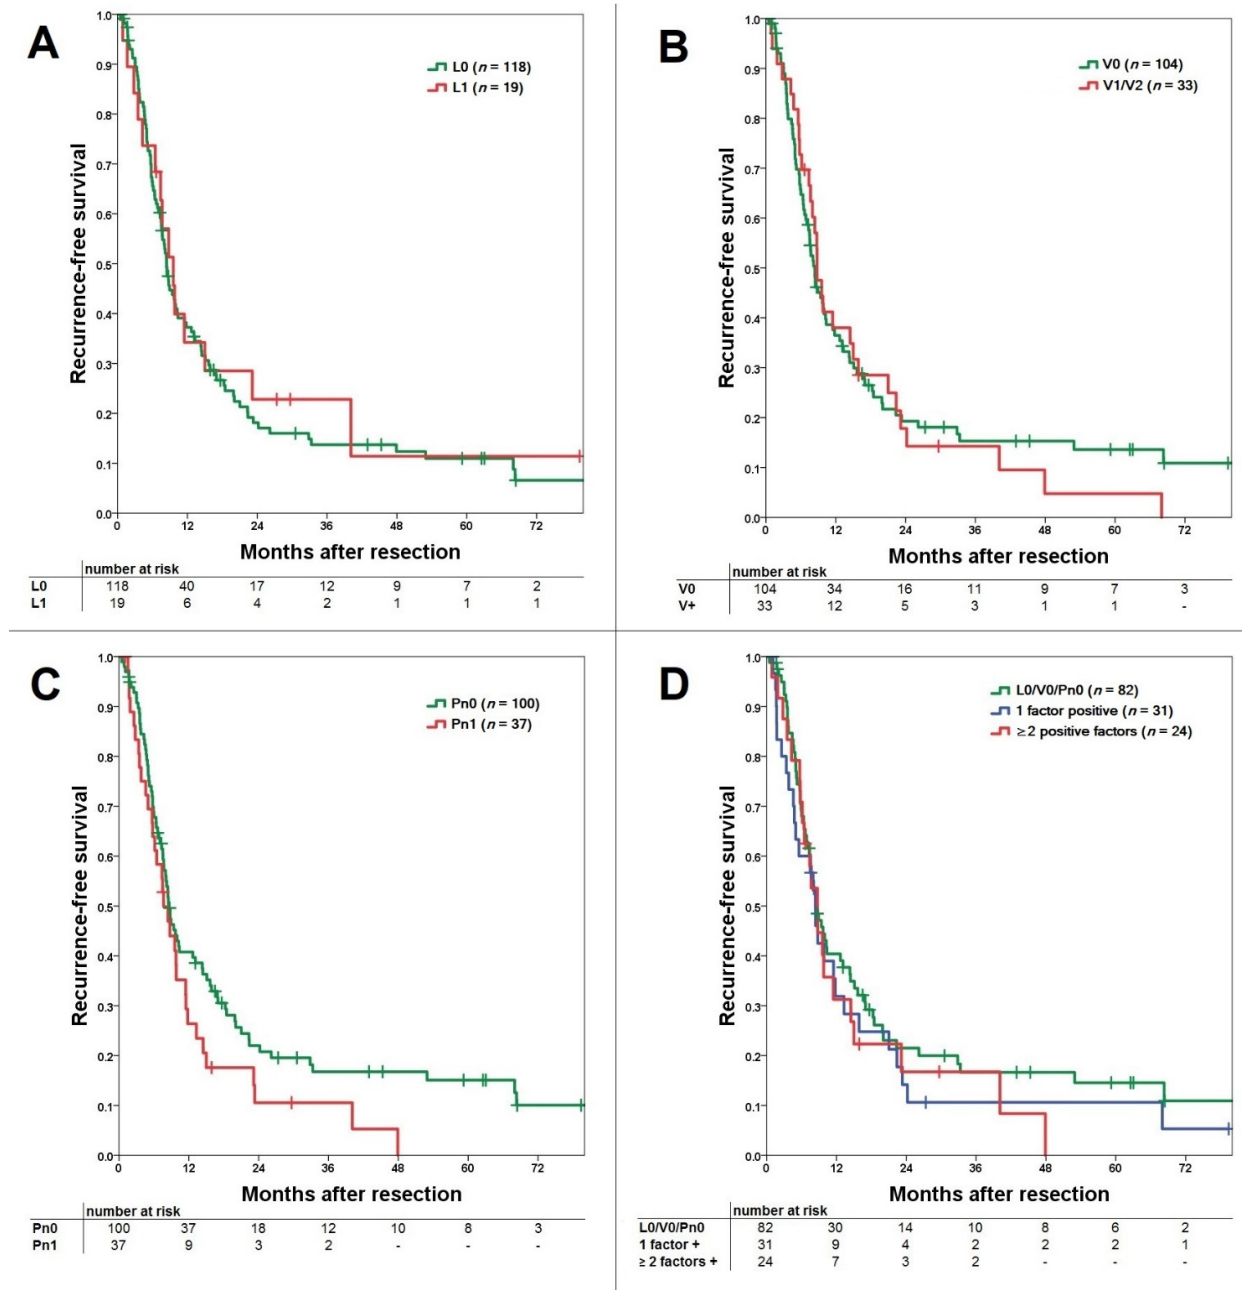 A
L0 (n = 118)
L1 (n = 19)
Recurrence-free survival
1.0
0.9
0.8
0.7
0.6
0.5
0.4
0.3
0.2
0.1
0.0
0 12 24 36 48 60 72
Months after resection
number at risk
L0 118 40 17 12 9 7 2
L1 19 6 4 2 1 1 1
B
V0 (n = 104)
V1/V2 (n = 33)
Recurrence-free survival
1.0
0.9
0.8
0.7
0.6
0.5
0.4
0.3
0.2
0.1
0.0
0 12 24 36 48 60 72
Months after resection
number at risk
V0 104 34 16 11 9 7 3
V+ 33 12 5 3 1 1 -
C
Pn0 (n = 100)
Pn1 (n = 37)
Recurrence-free survival
1.0
0.9
0.8
0.7
0.6
0.5
0.4
0.3
0.2
0.1
0.0
0 12 24 36 48 60 72
Months after resection
number at risk
Pn0 100 37 18 12 10 8 3
Pn1 37 9 3 2 - - -
D
L0/V0/Pn0 (n = 82)
1 factor positive (n = 31)
≥ 2 positive factors (n = 24)
Recurrence-free survival
1.0
0.9
0.8
0.7
0.6
0.5
0.4
0.3
0.2
0.1
0.0
0 12 24 36 48 60 72
Months after resection
number at risk
L0/V0/Pn0 82 30 14 10 8 6 2
1 factor + 31 9 4 2 2 2 1
≥ 2 factors + 24 7 3 2 - - -